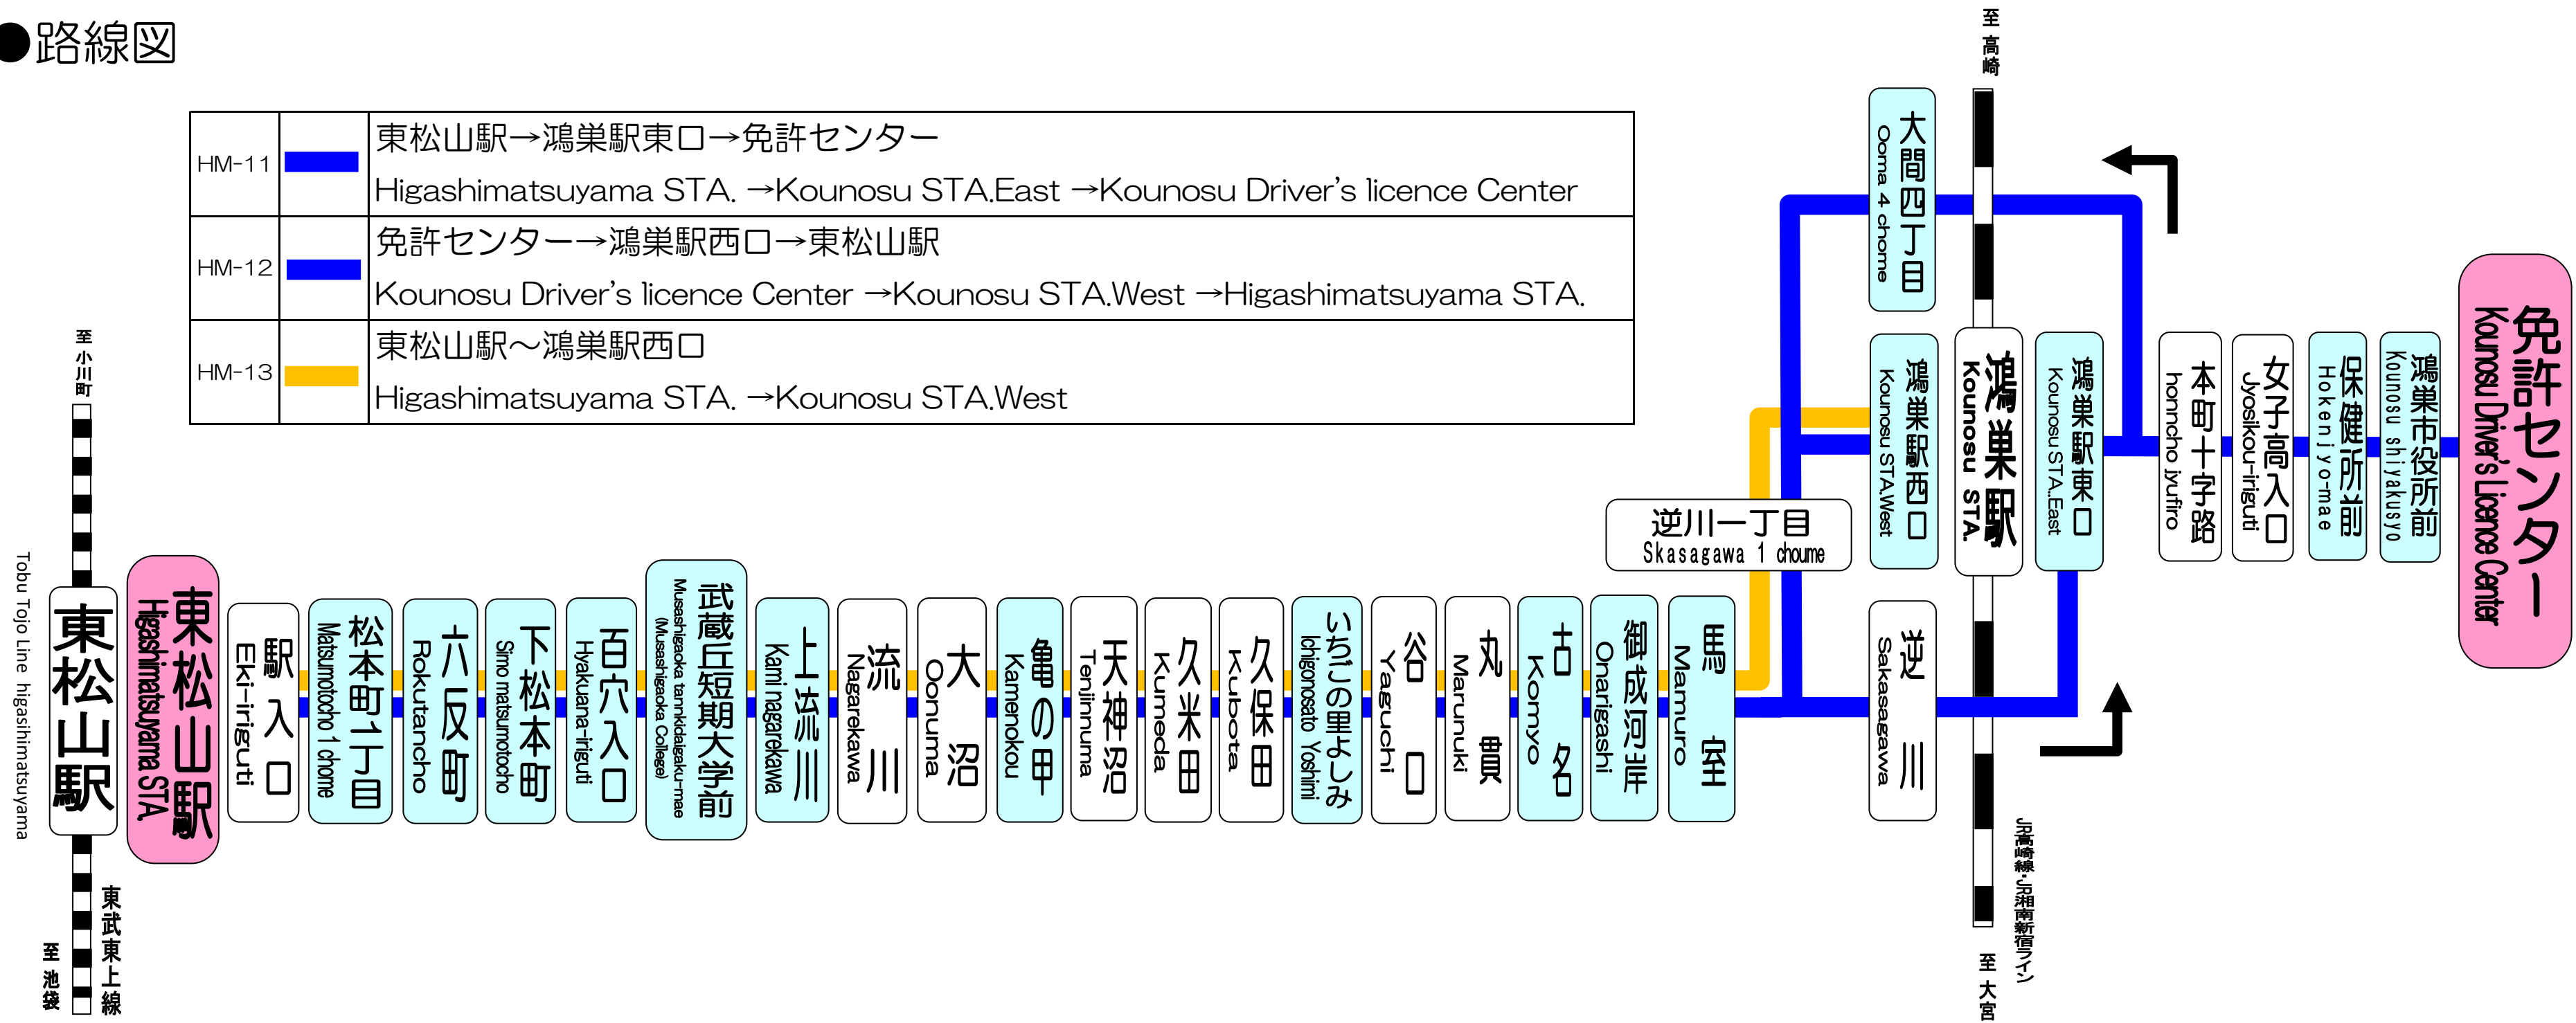 ●路線図
HM-11
東松山駅→鴻巣駅東口→免許センター
Higashimatsuyama STA. →Kounosu STA.East →Kounosu Driver's licence Center
HM-12
免許センター→鴻巣駅西口→東松山駅
Kounosu Driver's licence Center →Kounosu STA.West →Higashimatsuyama STA.
HM-13
東松山駅～鴻巣駅西口
Higashimatsuyama STA. →Kounosu STA.West
至 小川町
Tobu Tojo Line higashimatsuyama
東松山駅
東武東上線
至 池袋
東松山駅
Higashimatsuyama STA.
駅入口
Eki-iriguti
松本町一丁目
Matsumotocho 1 chome
六反町
Rokutancho
下松本町
Simo matsumotocho
百穴入口
Hyakuana-iriguti
武蔵丘短期大学前
Musashigaoka tannkidaigaku-mae
(Musashigaoka College)
上流川
Kami nagarekawa
流川
Nagarekawa
大沼
Oonuma
亀の甲
Kamenokou
天神沼
Tenjinnuma
久米田
Kumeda
久保田
Kubota
いちごの里よしみ
Ichigonosato Yoshimi
谷口
Yaguchi
丸貫
Marunuki
古名
Komyo
御成河岸
Onarigashi
馬室
Mamuro
逆川一丁目
Skasagawa 1 choume
大間四丁目
Ooma 4 chome
鴻巣駅西口
Kounosu STA.West
逆川
Sakasagawa
至 高崎
鴻巣駅
Kounosu STA.
JR高崎線・JR湘南新宿ライン
至 大宮
鴻巣駅東口
Kounosu STA.East
本町十字路
honncho jyufiro
女子高入口
Jyosikou-iriguti
保健所前
Hokenjyo-mae
鴻巣市役所前
Kounosu shiyakusyo
免許センター
Kounosu Driver's Licence Center